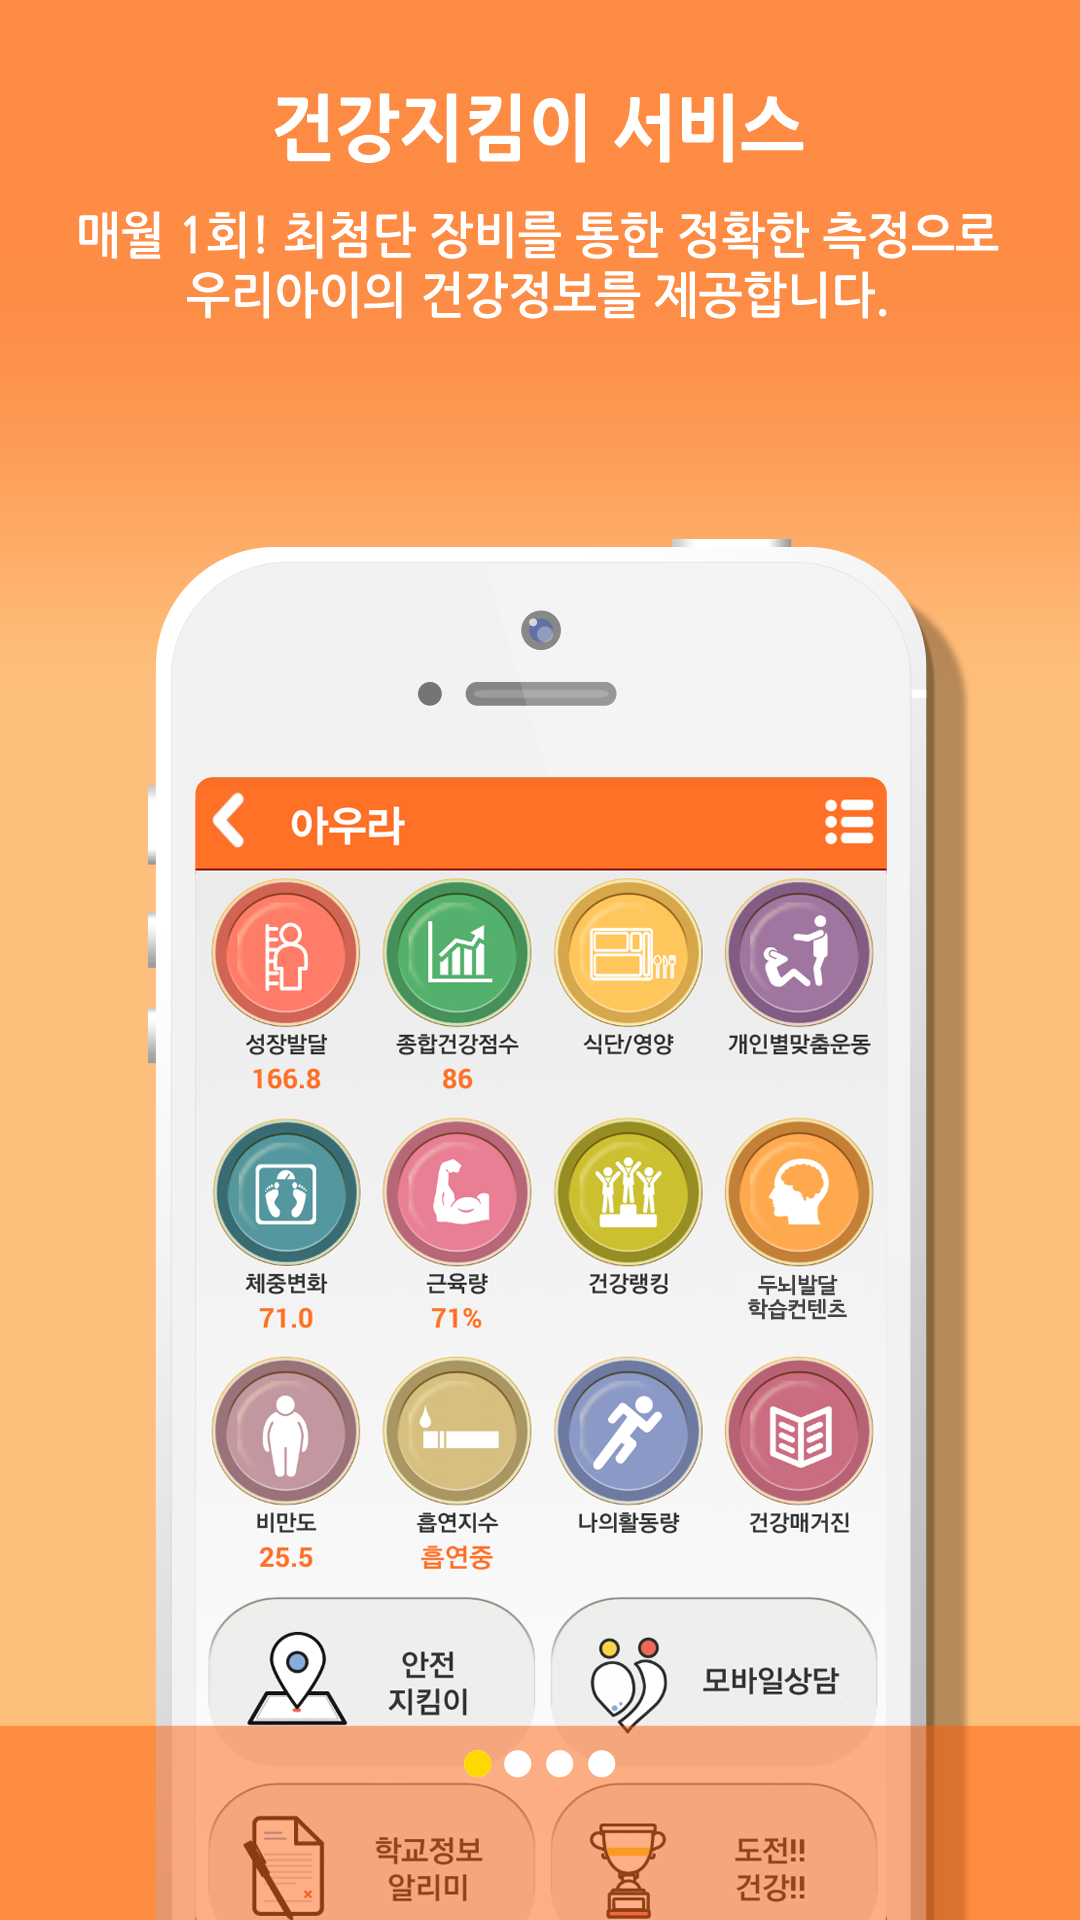 건강지킴이 서비스
매월 1회! 최첨단 장비를 통한 정확한 측정으로
우리아이의 건강정보를 제공합니다.
아우라
성장발달
166.8
종합건강점수
86
식단/영양
개인별맞춤운동
체중변화
71.0
근육량
71%
건강랭킹
두뇌발달
학습컨텐츠
비만도
25.5
흡연지수
흡연중
나의활동량
건강매거진
안전
지킴이
모바일상담
학교정보
알리미
도전!!
건강!!